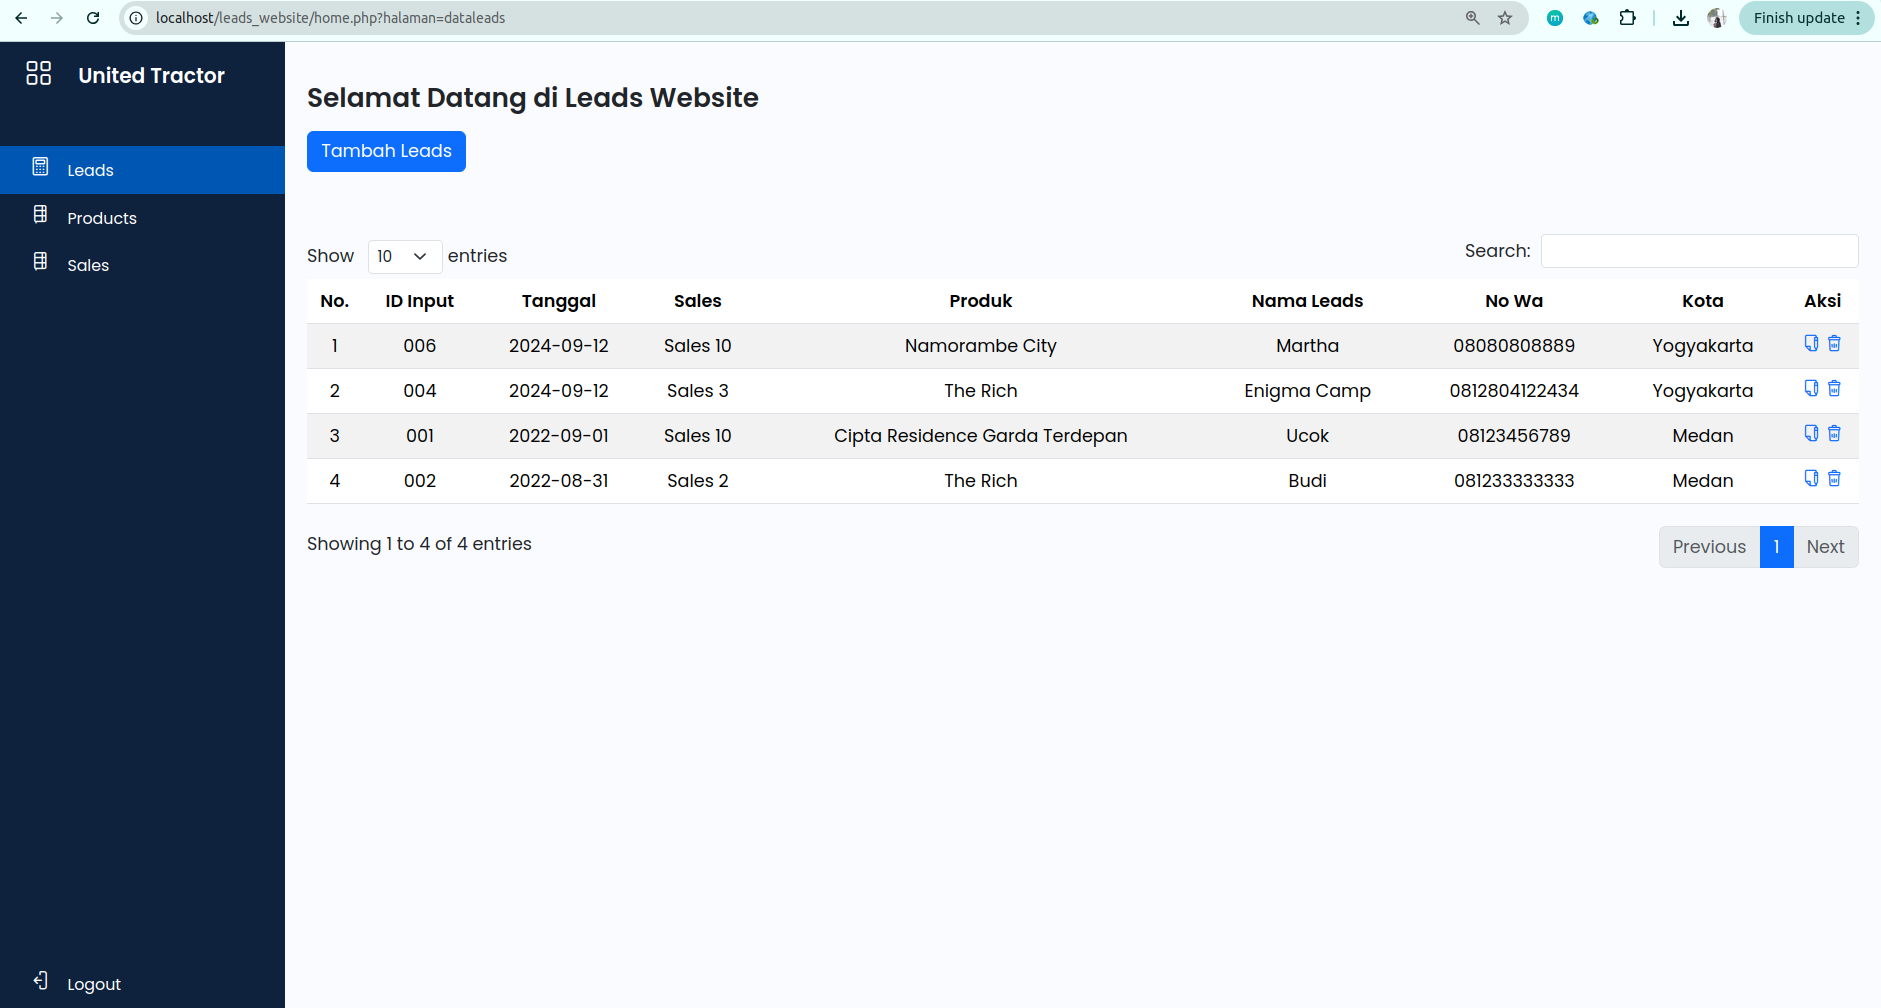 localhost/leads_website/home.php?halaman=dataleads
m
Finish update
United Tractor
Leads
Products
Sales
Logout
Selamat Datang di Leads Website
Tambah Leads
Show 10 entries
Search:
No. ID Input Tanggal Sales Produk Nama Leads No Wa Kota Aksi
1 006 2024-09-12 Sales 10 Namorambe City Martha 08080808889 Yogyakarta
2 004 2024-09-12 Sales 3 The Rich Enigma Camp 0812804122434 Yogyakarta
3 001 2022-09-01 Sales 10 Cipta Residence Garda Terdepan Ucok 08123456789 Medan
4 002 2022-08-31 Sales 2 The Rich Budi 081233333333 Medan
Showing 1 to 4 of 4 entries
Previous 1 Next